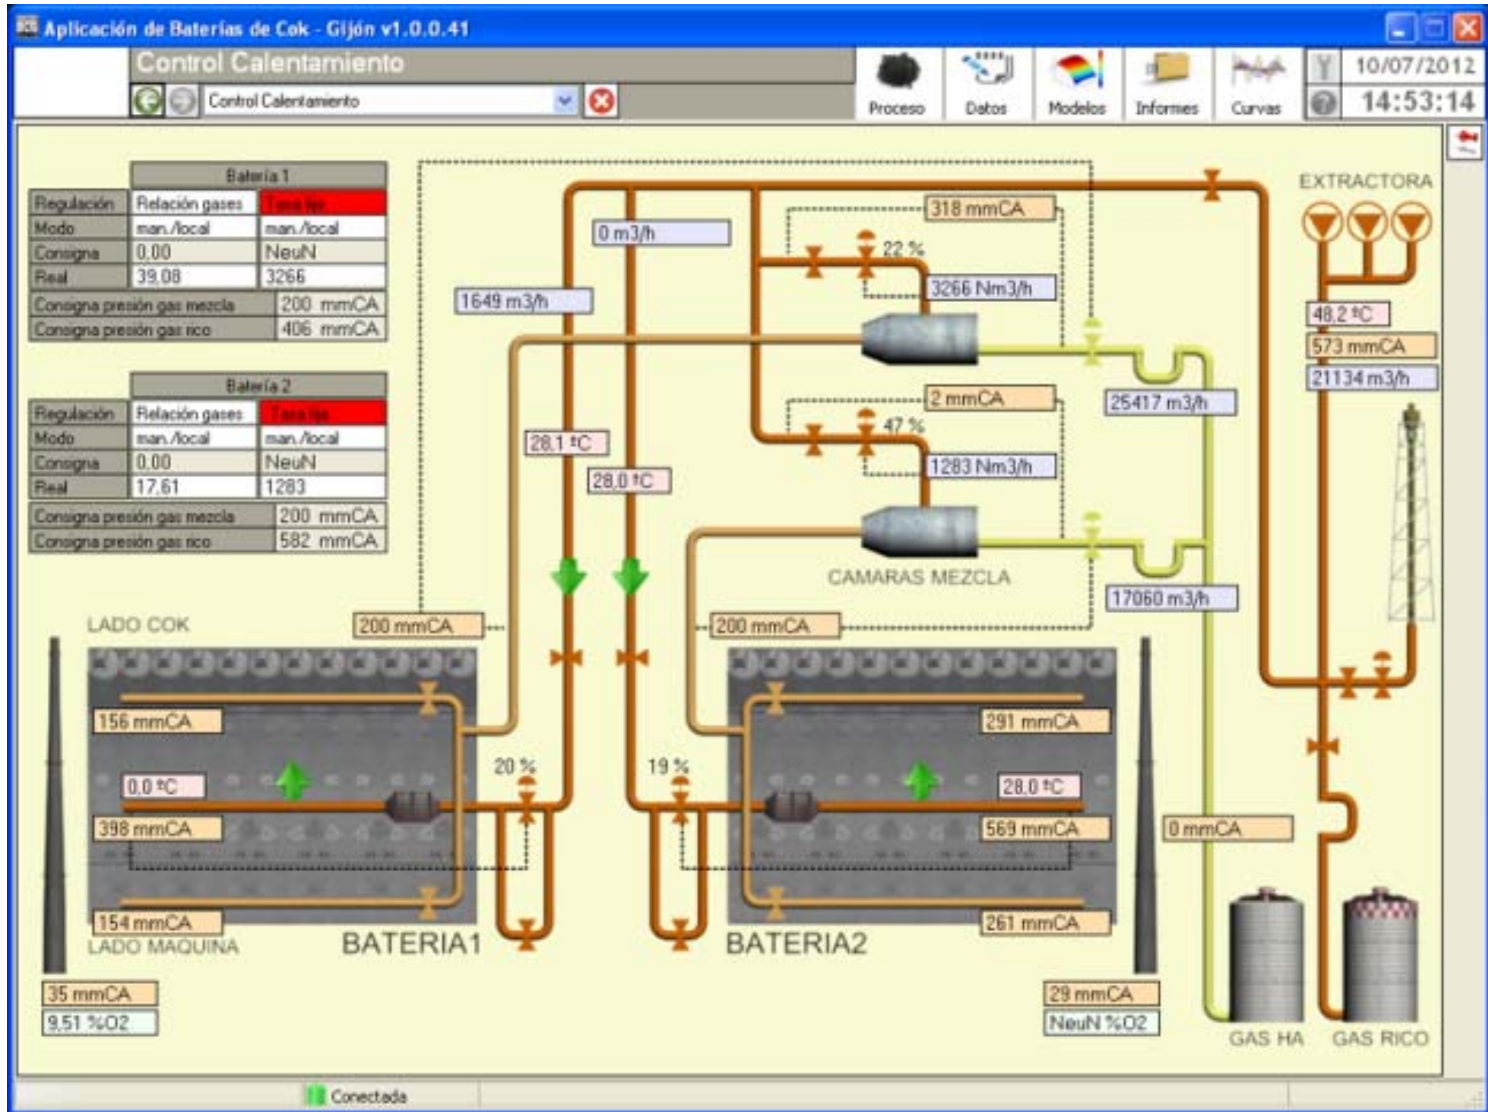 Aplicación de Baterías de Cok - Gijón v1.0.0.41
Control Calentamiento
Control Calentamiento
Proceso Datos Modelos Informes Curvas
10/07/2012
14:53:14
Batería 1
Regulación Relación gases Tasa fija
Modo man./local man./local
Consigna 0,00 NeuN
Real 39,08 3266
Consigna presión gas mezcla 200 mmCA
Consigna presión gas rico 406 mmCA
Batería 2
Regulación Relación gases Tasa fija
Modo man./local man./local
Consigna 0,00 NeuN
Real 17,61 1283
Consigna presión gas mezcla 200 mmCA
Consigna presión gas rico 582 mmCA
EXTRACTORA
318 mmCA
0 m3/h
22 %
3266 Nm3/h
1649 m3/h
48,2 ºC
573 mmCA
21134 m3/h
2 mmCA
25417 m3/h
47 %
28,1 ºC
1283 Nm3/h
28,0 ºC
CAMARAS MEZCLA
17060 m3/h
LADO COK
200 mmCA
200 mmCA
156 mmCA
291 mmCA
20 %
19 %
0,0 ºC
28,0 ºC
398 mmCA
569 mmCA
0 mmCA
154 mmCA
261 mmCA
LADO MAQUINA
BATERIA1
BATERIA2
35 mmCA
9,51 %O2
29 mmCA
NeuN %O2
GAS HA
GAS RICO
Conectada